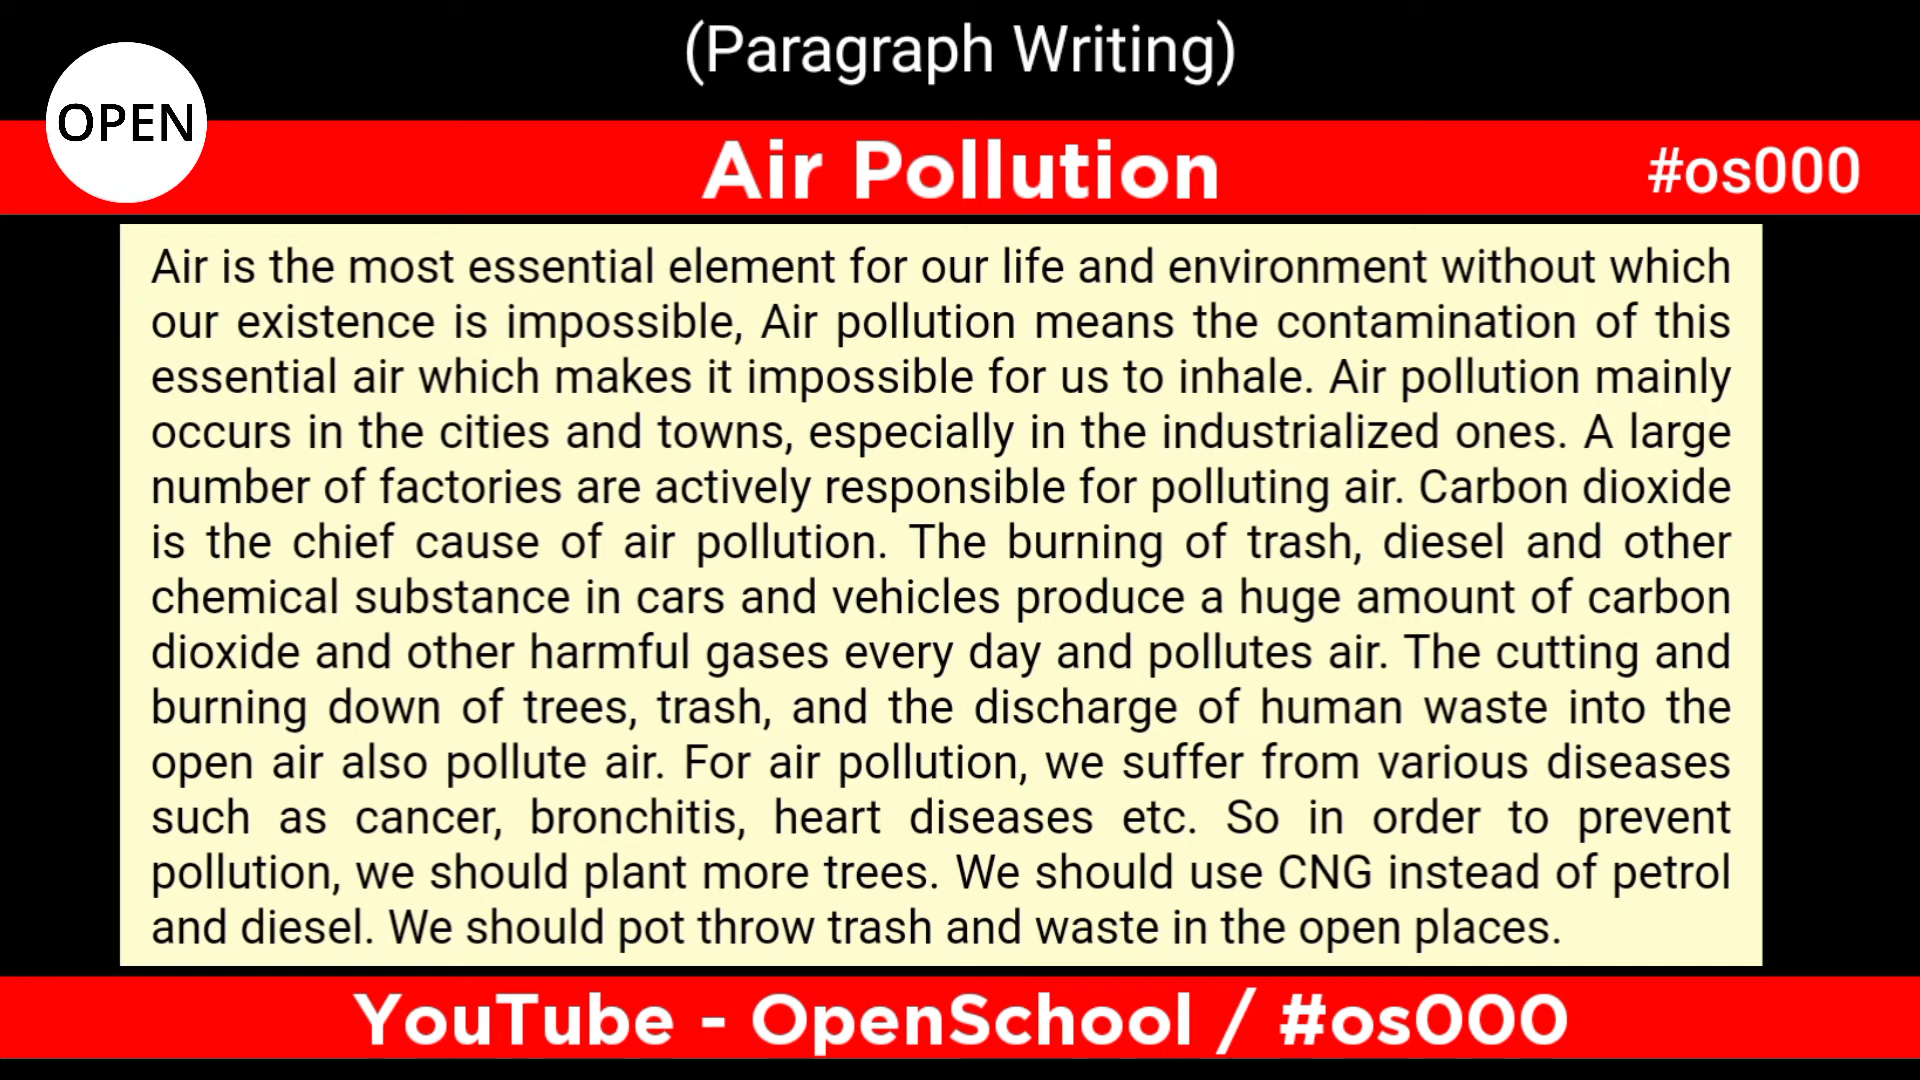 (Paragraph Writing)
OPEN
Air Pollution
#os000
Air is the most essential element for our life and environment without which
our existence is impossible, Air pollution means the contamination of this
essential air which makes it impossible for us to inhale. Air pollution mainly
occurs in the cities and towns, especially in the industrialized ones. A large
number of factories are actively responsible for polluting air. Carbon dioxide
is the chief cause of air pollution. The burning of trash, diesel and other
chemical substance in cars and vehicles produce a huge amount of carbon
dioxide and other harmful gases every day and pollutes air. The cutting and
burning down of trees, trash, and the discharge of human waste into the
open air also pollute air. For air pollution, we suffer from various diseases
such as cancer, bronchitis, heart diseases etc. So in order to prevent
pollution, we should plant more trees. We should use CNG instead of petrol
and diesel. We should pot throw trash and waste in the open places.
YouTube - OpenSchool / #os000